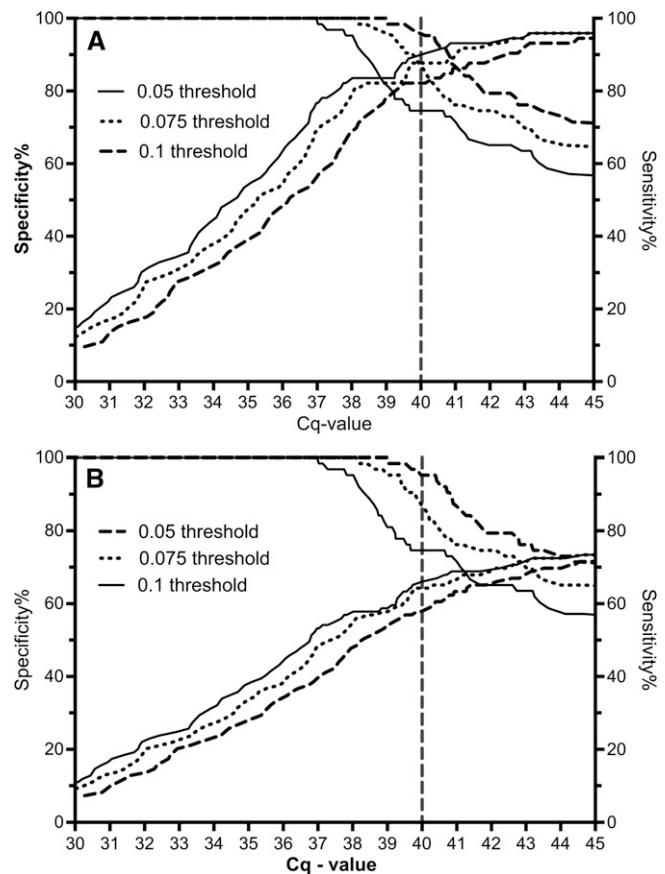 A
0.05 threshold
0.075 threshold
0.1 threshold
Specificity%
Sensitivity%
100
80
60
40
20
0
100
80
60
40
20
0
30 31 32 33 34 35 36 37 38 39 40 41 42 43 44 45
Cq-value
B
0.05 threshold
0.075 threshold
0.1 threshold
Specificity%
Sensitivity%
100
80
60
40
20
0
100
80
60
40
20
0
30 31 32 33 34 35 36 37 38 39 40 41 42 43 44 45
Cq - value